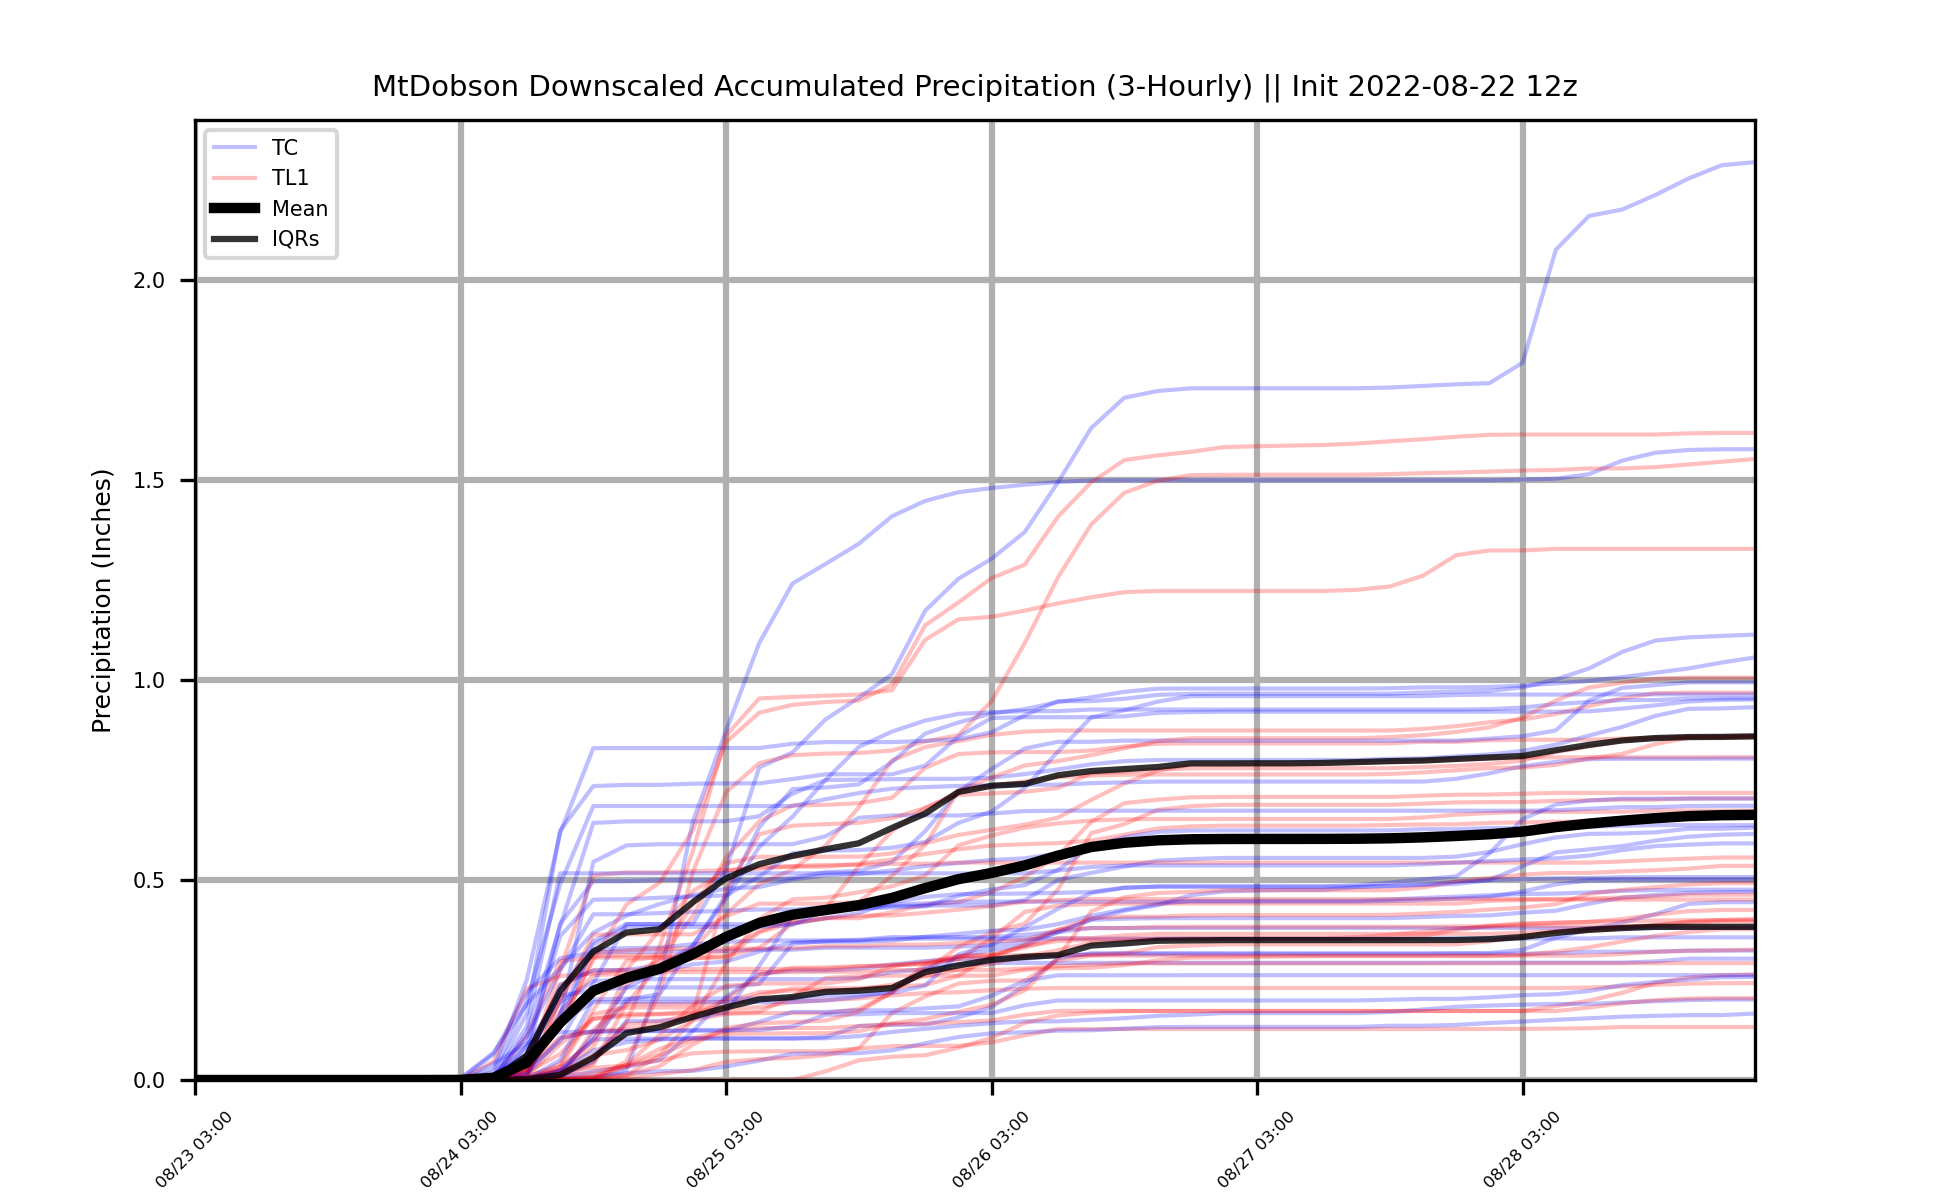 MtDobson Downscaled Accumulated Precipitation (3-Hourly) || Init 2022-08-22 12z
TC
TL1
Mean
IQRs
Precipitation (Inches)
2.0
1.5
1.0
0.5
0.0
08/23 03:00
08/24 03:00
08/25 03:00
08/26 03:00
08/27 03:00
08/28 03:00